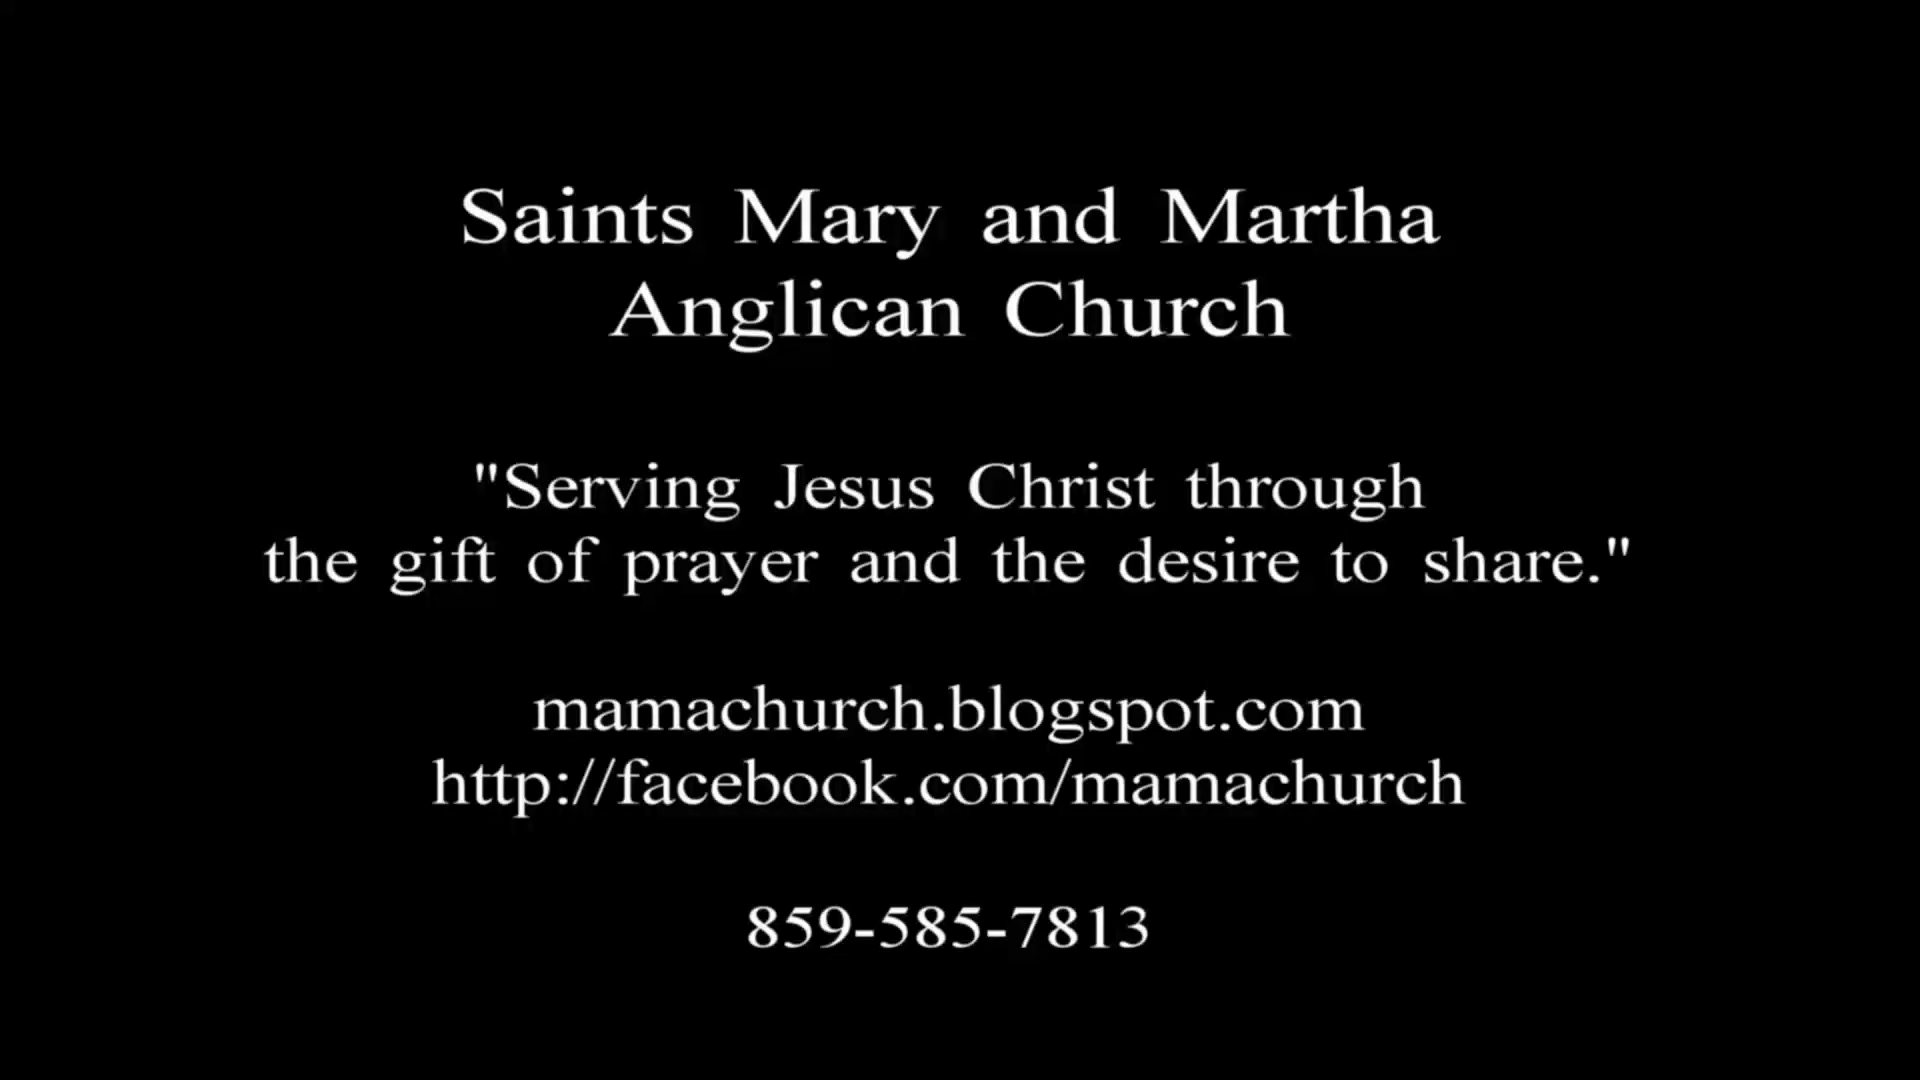 Saints Mary and Martha
Anglican Church
"Serving Jesus Christ through
the gift of prayer and the desire to share."
mamachurch.blogspot.com
http://facebook.com/mamachurch
859-585-7813